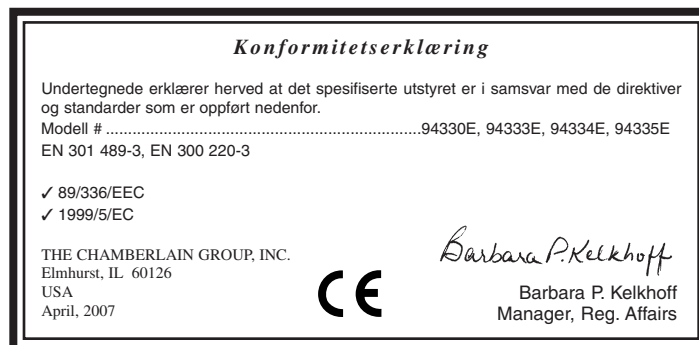 Konformitetserklæring
Undertegnede erklærer herved at det spesifiserte utstyret er i samsvar med de direktiver
og standarder som er oppført nedenfor.
Modell # ........................................................................94330E, 94333E, 94334E, 94335E
EN 301 489-3, EN 300 220-3
✓ 89/336/EEC
✓ 1999/5/EC
THE CHAMBERLAIN GROUP, INC.
Elmhurst, IL 60126
USA
April, 2007
CE
Barbara P. Kelkhoff
Barbara P. Kelkhoff
Manager, Reg. Affairs